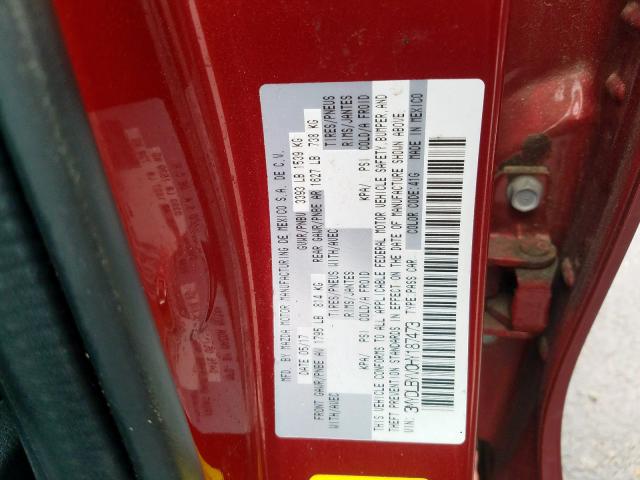 MFD. BY MAZDA MOTOR MANUFACTURING DE MEXICO S.A. DE C.V.
DATE 05/17 GVWR/PNBV 3393 LB 1539 KG
FRONT GAWR/PNBE AV 1795 LB 814 KG REAR GAWR/PNBE AR 1627 LB 738 KG
WITH/AVEC TIRES/PNEUS WITH/AVEC TIRES/PNEUS
RIMS/JANTES RIMS/JANTES
KPA/ PSI COLD/A FROID KPA/ PSI COLD/A FROID
THIS VEHICLE CONFORMS TO ALL APPLICABLE FEDERAL MOTOR VEHICLE SAFETY, BUMPER, AND
THEFT PREVENTION STANDARDS IN EFFECT ON THE DATE OF MANUFACTURE SHOWN ABOVE.
VIN: TYPE:PASS CAR COLOR CODE:41G MADE IN MEXICO